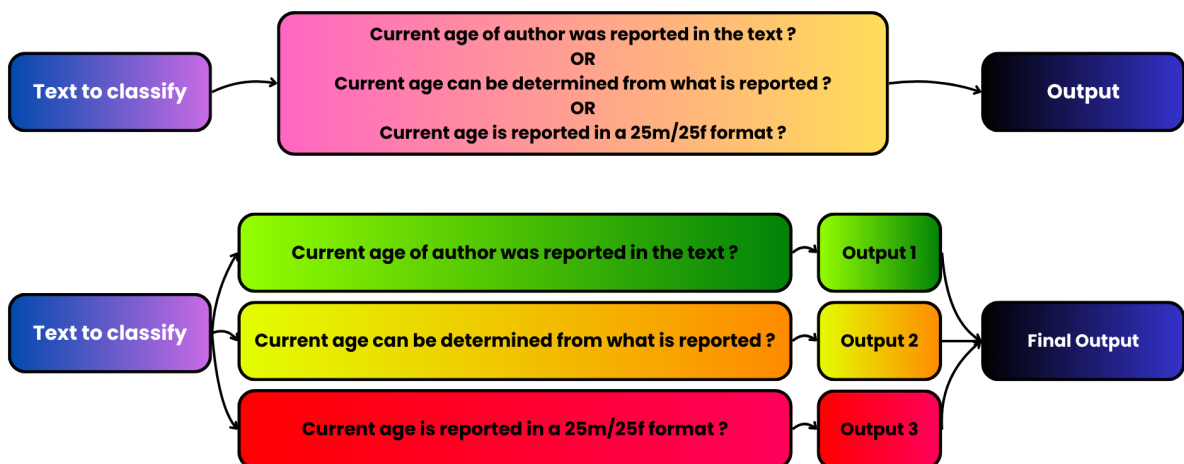 Text to classify
Current age of author was reported in the text ?
OR
Current age can be determined from what is reported ?
OR
Current age is reported in a 25m/25f format ?
Output
Text to classify
Current age of author was reported in the text ?
Output 1
Current age can be determined from what is reported ?
Output 2
Current age is reported in a 25m/25f format ?
Output 3
Final Output